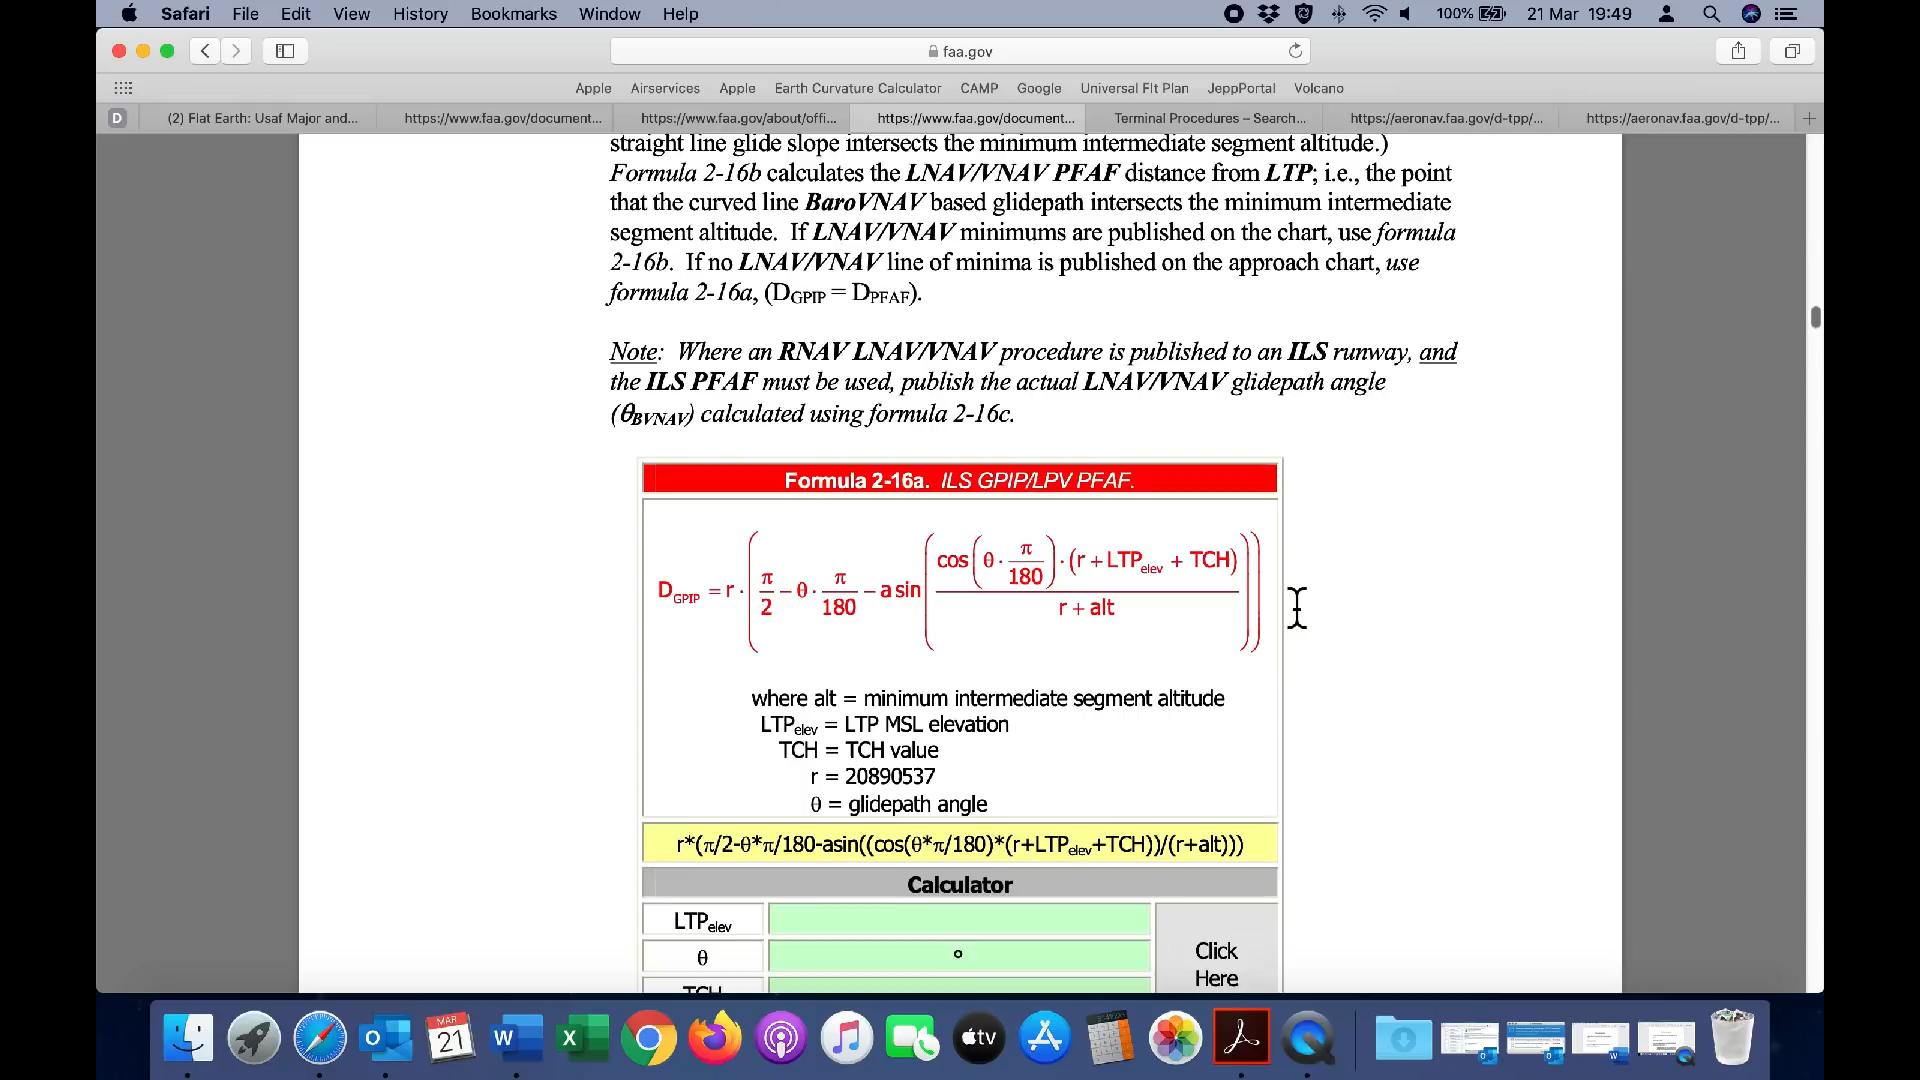 Safari File Edit View History Bookmarks Window Help 100% 21 Mar 19:49
faa.gov
Apple Airservices Apple Earth Curvature Calculator CAMP Google Universal Flt Plan JeppPortal Volcano
D (2) Flat Earth: Usaf Major and... https://www.faa.gov/document... https://www.faa.gov/about/offi... https://www.faa.gov/document... Terminal Procedures – Search... https://aeronav.faa.gov/d-tpp/... https://aeronav.faa.gov/d-tpp/...
straight line glide slope intersects the minimum intermediate segment altitude.)
Formula 2-16b calculates the LNAV/VNAV PFAF distance from LTP; i.e., the point
that the curved line BaroVNAV based glidepath intersects the minimum intermediate
segment altitude. If LNAV/VNAV minimums are published on the chart, use formula
2-16b. If no LNAV/VNAV line of minima is published on the approach chart, use
formula 2-16a, (DGPIP = DPFAF).
Note: Where an RNAV LNAV/VNAV procedure is published to an ILS runway, and
the ILS PFAF must be used, publish the actual LNAV/VNAV glidepath angle
(θBVNAV) calculated using formula 2-16c.
Formula 2-16a. ILS GPIP/LPV PFAF.
DGPIP = r · (π/2 − θ · π/180 − a sin(cos(θ · π/180) · (r + LTPelev + TCH) / r + alt))
where alt = minimum intermediate segment altitude
LTPelev = LTP MSL elevation
TCH = TCH value
r = 20890537
θ = glidepath angle
r*(π/2-θ*π/180-asin((cos(θ*π/180)*(r+LTPelev+TCH))/(r+alt)))
Calculator
LTPelev
θ °
TCH
Click
Here
MAR
21
tv